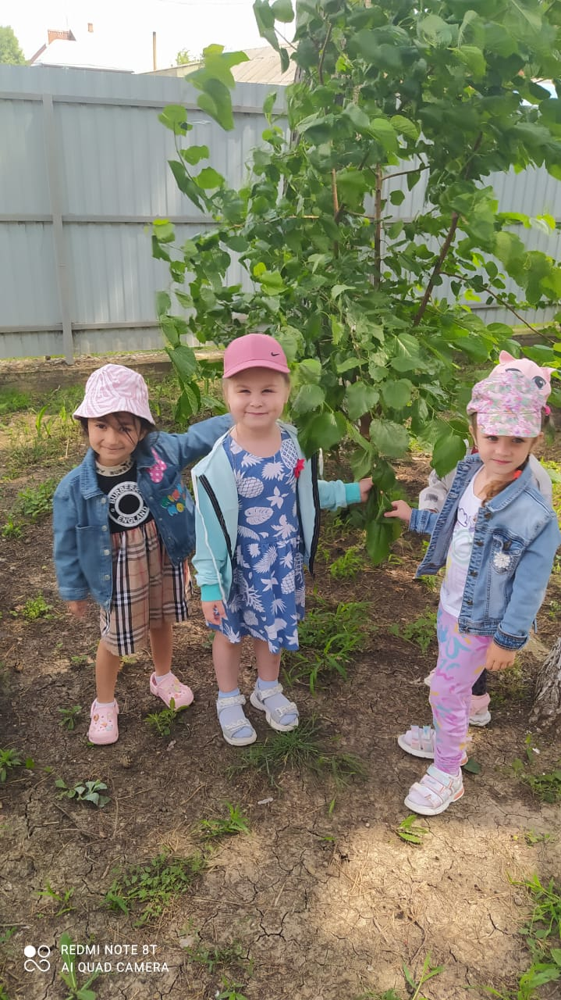 BURBERRY
ENGLAND
REDMI NOTE 8T
AI QUAD CAMERA